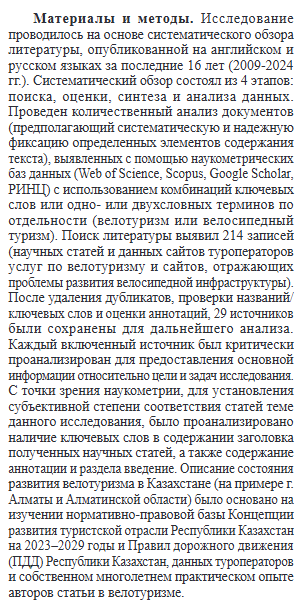 Материалы и методы. Исследование
проводилось на основе систематического обзора
литературы, опубликованной на английском и
русском языках за последние 16 лет (2009-2024
гг.). Систематический обзор состоял из 4 этапов:
поиска, оценки, синтеза и анализа данных.
Проведен количественный анализ документов
(предполагающий систематическую и надежную
фиксацию определенных элементов содержания
текста), выявленных с помощью наукометрических
баз данных (Web of Science, Scopus, Google Scholar,
РИНЦ) с использованием комбинаций ключевых
слов или одно- или двухсловных терминов по
отдельности (велотуризм или велосипедный
туризм). Поиск литературы выявил 214 записей
(научных статей и данных сайтов туроператоров
услуг по велотуризму и сайтов, отражающих
проблемы развития велосипедной инфраструктуры).
После удаления дубликатов, проверки названий/
ключевых слов и оценки аннотаций, 29 источников
были сохранены для дальнейшего анализа.
Каждый включенный источник был критически
проанализирован для предоставления основной
информации относительно цели и задач исследования.
С точки зрения наукометрии, для установления
субъективной степени соответствия статей теме
данного исследования, было проанализировано
наличие ключевых слов в содержании заголовка
полученных научных статей, а также содержание
аннотации и раздела введение. Описание состояния
развития велотуризма в Казахстане (на примере г.
Алматы и Алматинской области) было основано на
изучении нормативно-правовой базы Концепции
развития туристской отрасли Республики Казахстан
на 2023–2029 годы и Правил дорожного движения
(ПДД) Республики Казахстан, данных туроператоров
и собственном многолетнем практическом опыте
авторов статьи в велотуризме.